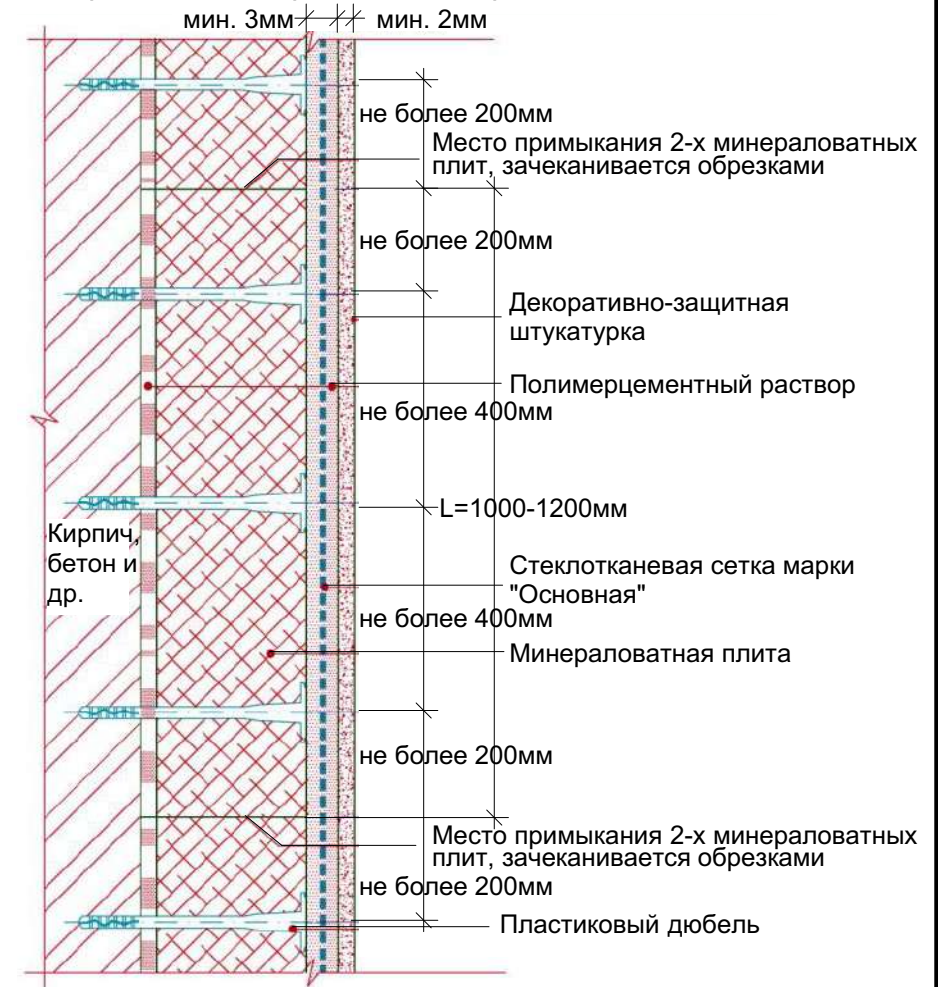 мин. 3мм мин. 2мм
не более 200мм
Место примыкания 2-х минераловатных
плит, зачеканивается обрезками
не более 200мм
Декоративно-защитная
штукатурка
Полимерцементный раствор
не более 400мм
L=1000-1200мм
Кирпич,
бетон и
др.
Стеклотканевая сетка марки
"Основная"
не более 400мм
Минераловатная плита
не более 200мм
Место примыкания 2-х минераловатных
плит, зачеканивается обрезками
не более 200мм
Пластиковый дюбель